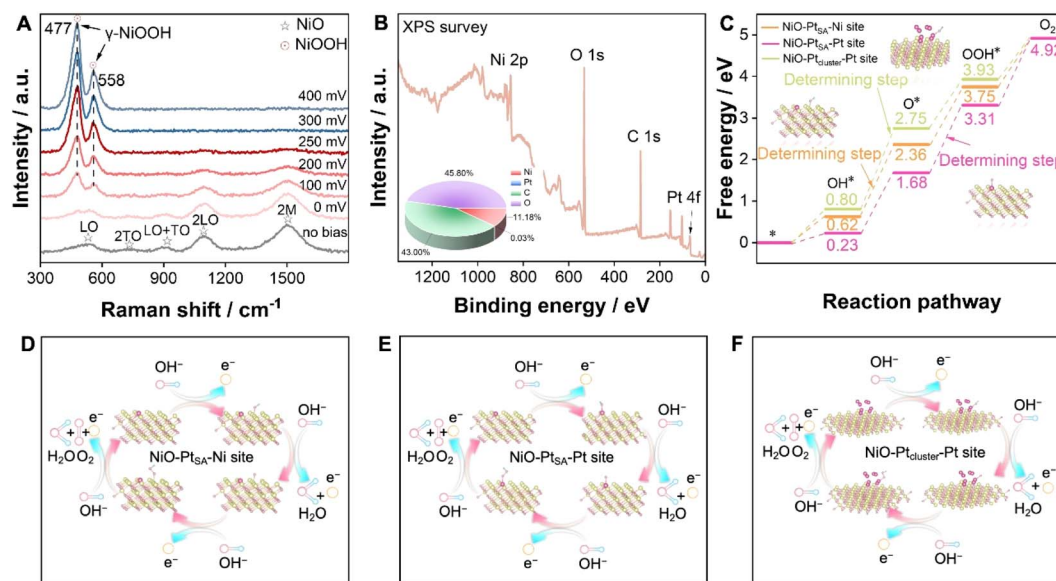 A
477
γ-NiOOH
558
☆ NiO
NiOOH
400 mV
300 mV
250 mV
200 mV
100 mV
0 mV
no bias
LO
2TO
LO+TO
2LO
2M
Intensity / a.u.
300
600
900
1200
1500
Raman shift / cm⁻¹
B
XPS survey
Ni 2p
O 1s
C 1s
Pt 4f
45.80%
11.18%
0.03%
43.00%
Ni
Pt
C
O
Intensity / a.u.
1200
900
600
300
0
Binding energy / eV
C
NiO-PtSA-Ni site
NiO-PtSA-Pt site
NiO-Ptcluster-Pt site
O₂
4.92
OOH*
3.93
3.75
3.31
Determining step
O*
2.75
2.36
1.68
Determining step
Determining step
OH*
0.80
0.62
0.23
*
Free energy / eV
5
4
3
2
1
0
Reaction pathway
D
OH⁻
e⁻
OH⁻
e⁻
+ +
H₂O O₂
NiO-PtSA-Ni site
e⁻
+
H₂O
OH⁻
e⁻
OH⁻
E
OH⁻
e⁻
OH⁻
e⁻
+ +
H₂O O₂
NiO-PtSA-Pt site
e⁻
+
H₂O
OH⁻
e⁻
OH⁻
F
OH⁻
e⁻
OH⁻
e⁻
+ +
H₂O O₂
NiO-Ptcluster-Pt site
e⁻
+
H₂O
OH⁻
e⁻
OH⁻